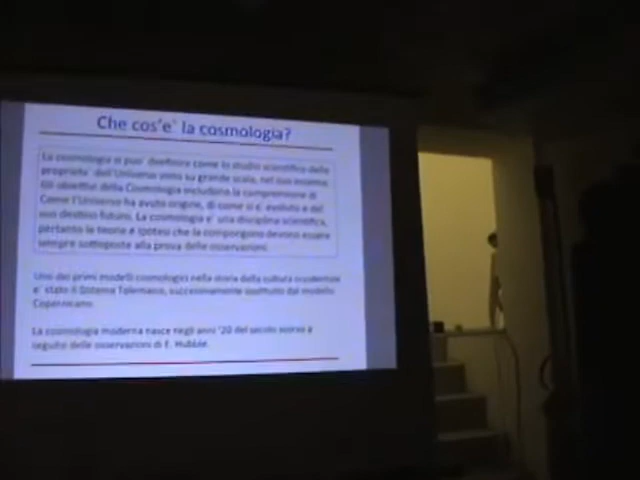 Che cos'e` la cosmologia?
La cosmologia si puo` definire come lo studio scientifico delle
proprieta` dell'Universo visto su grande scala, nel suo insieme.
Gli obiettivi della Cosmologia includono la comprensione di
Come l'Universo ha avuto origine, di come si e` evoluto e del
suo destino futuro. La cosmologia e` una disciplina scientifica,
pertanto le teorie e ipotesi che la compongono devono essere
sempre sottoposte alla prova delle osservazioni.
Uno dei primi modelli cosmologici nella storia della cultura occidentale
e` stato il Sistema Tolemaico, successivamente sostituito dal modello
Copernicano.
La cosmologia moderna nasce negli anni '20 del secolo scorso a
seguito delle osservazioni di E. Hubble.